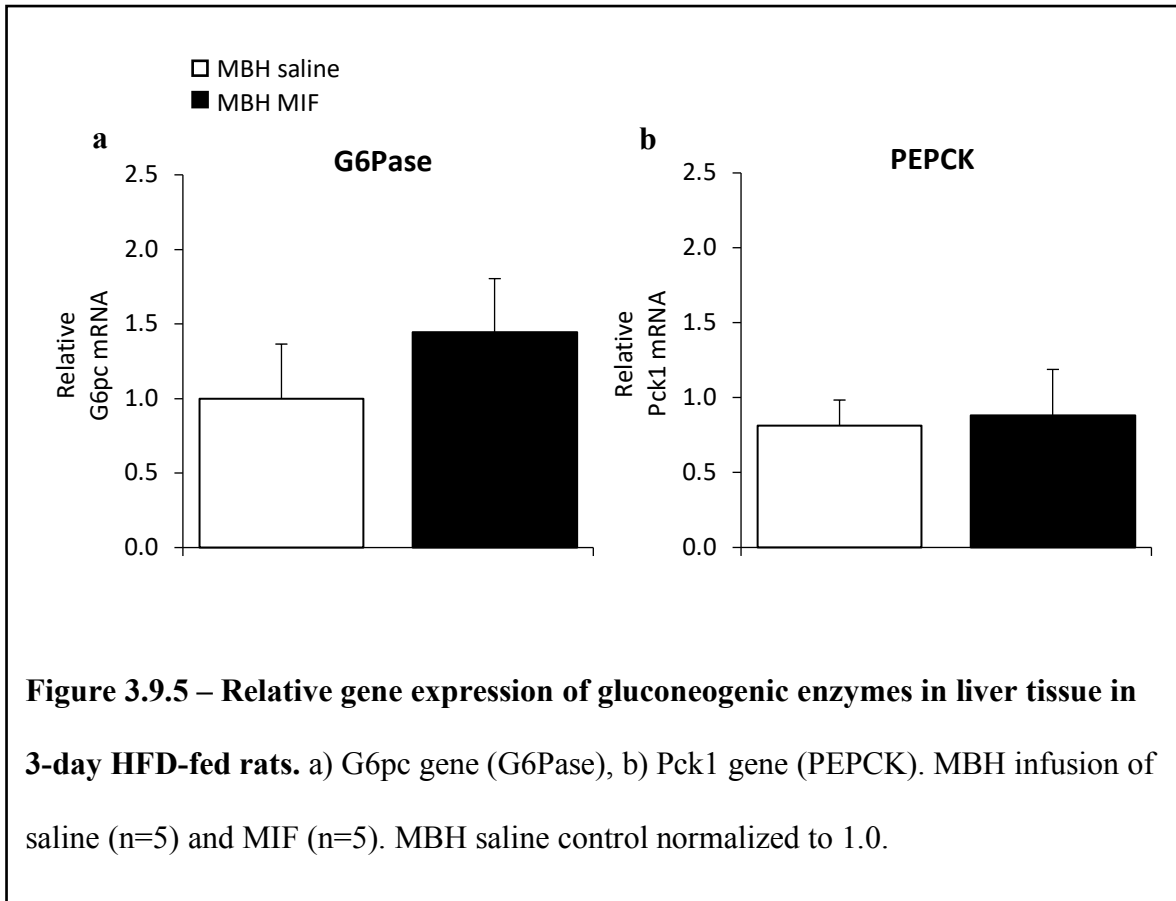 MBH saline
MBH MIF
a
G6Pase
2.5
2.0
1.5
1.0
0.5
0.0
Relative
G6pc mRNA
b
PEPCK
2.5
2.0
1.5
1.0
0.5
0.0
Relative
Pck1 mRNA
Figure 3.9.5 – Relative gene expression of gluconeogenic enzymes in liver tissue in
3-day HFD-fed rats. a) G6pc gene (G6Pase), b) Pck1 gene (PEPCK). MBH infusion of
saline (n=5) and MIF (n=5). MBH saline control normalized to 1.0.